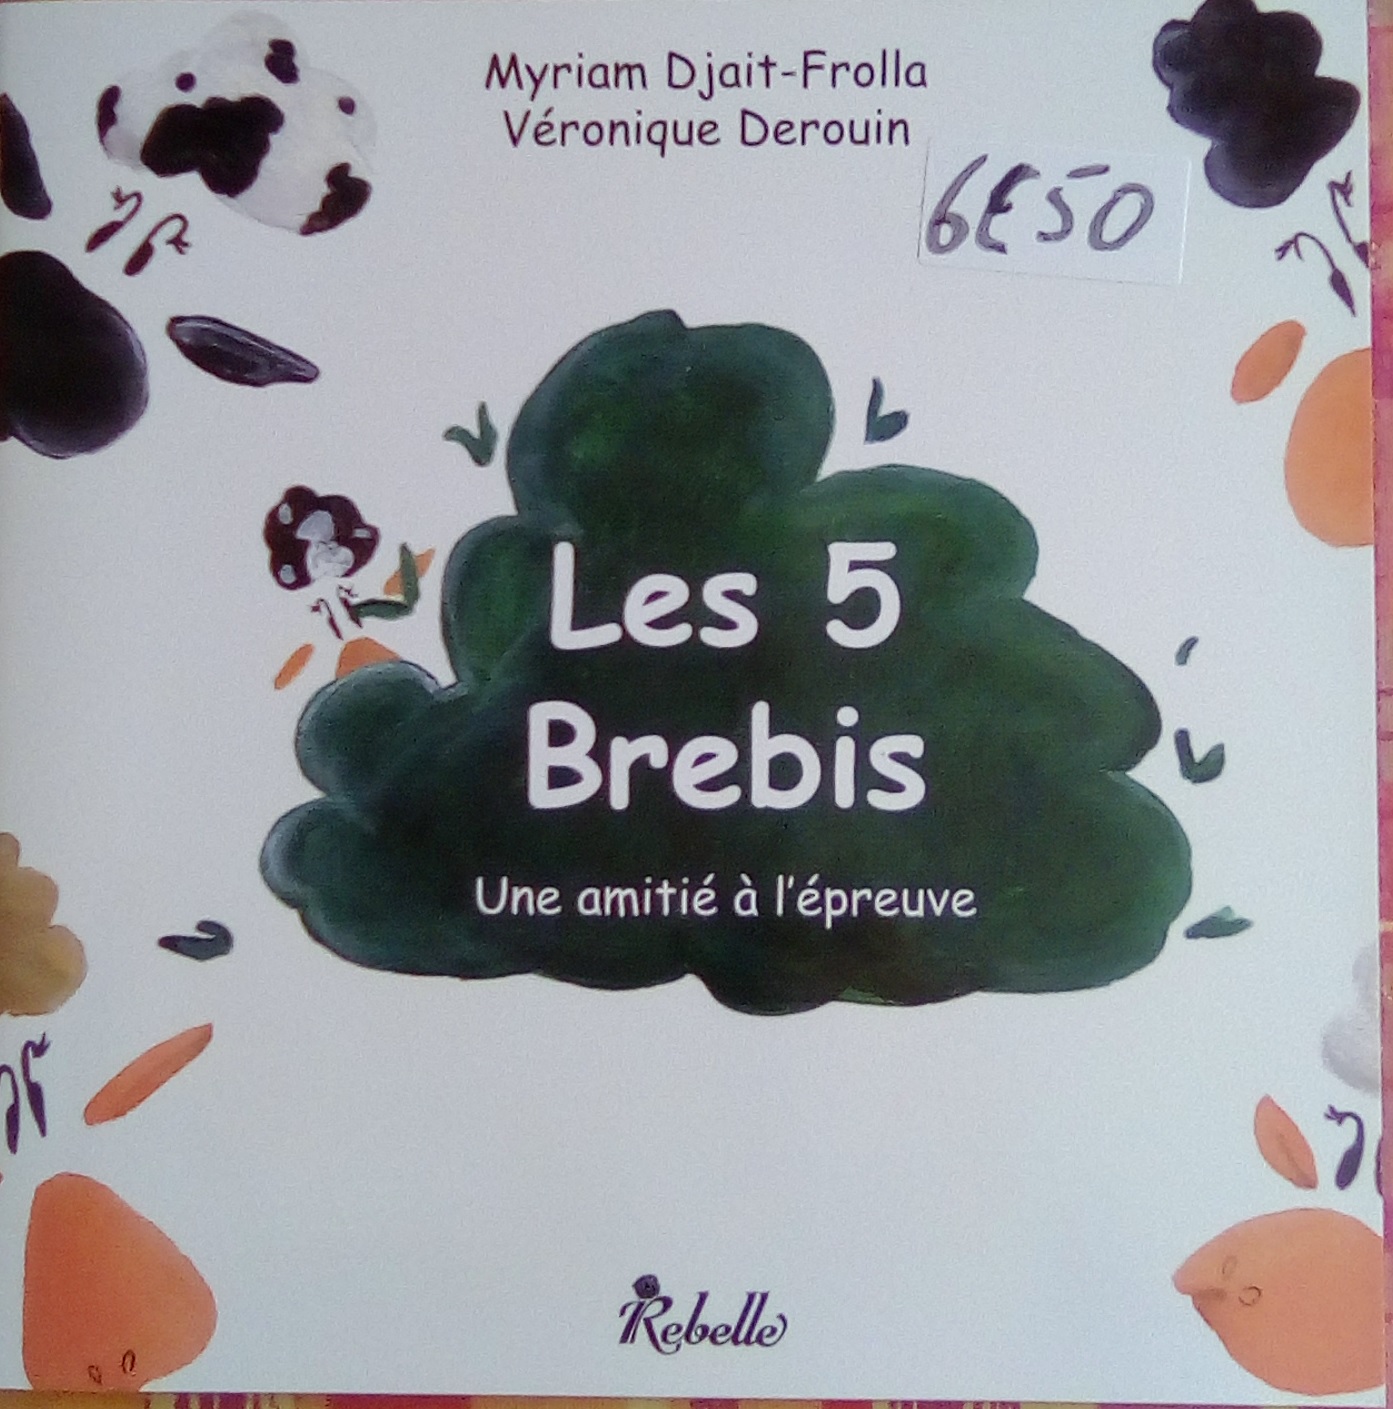 Myriam Djait-Frolla
Véronique Derouin
6€50
Les 5
Brebis
Une amitié à l'épreuve
Rebelle